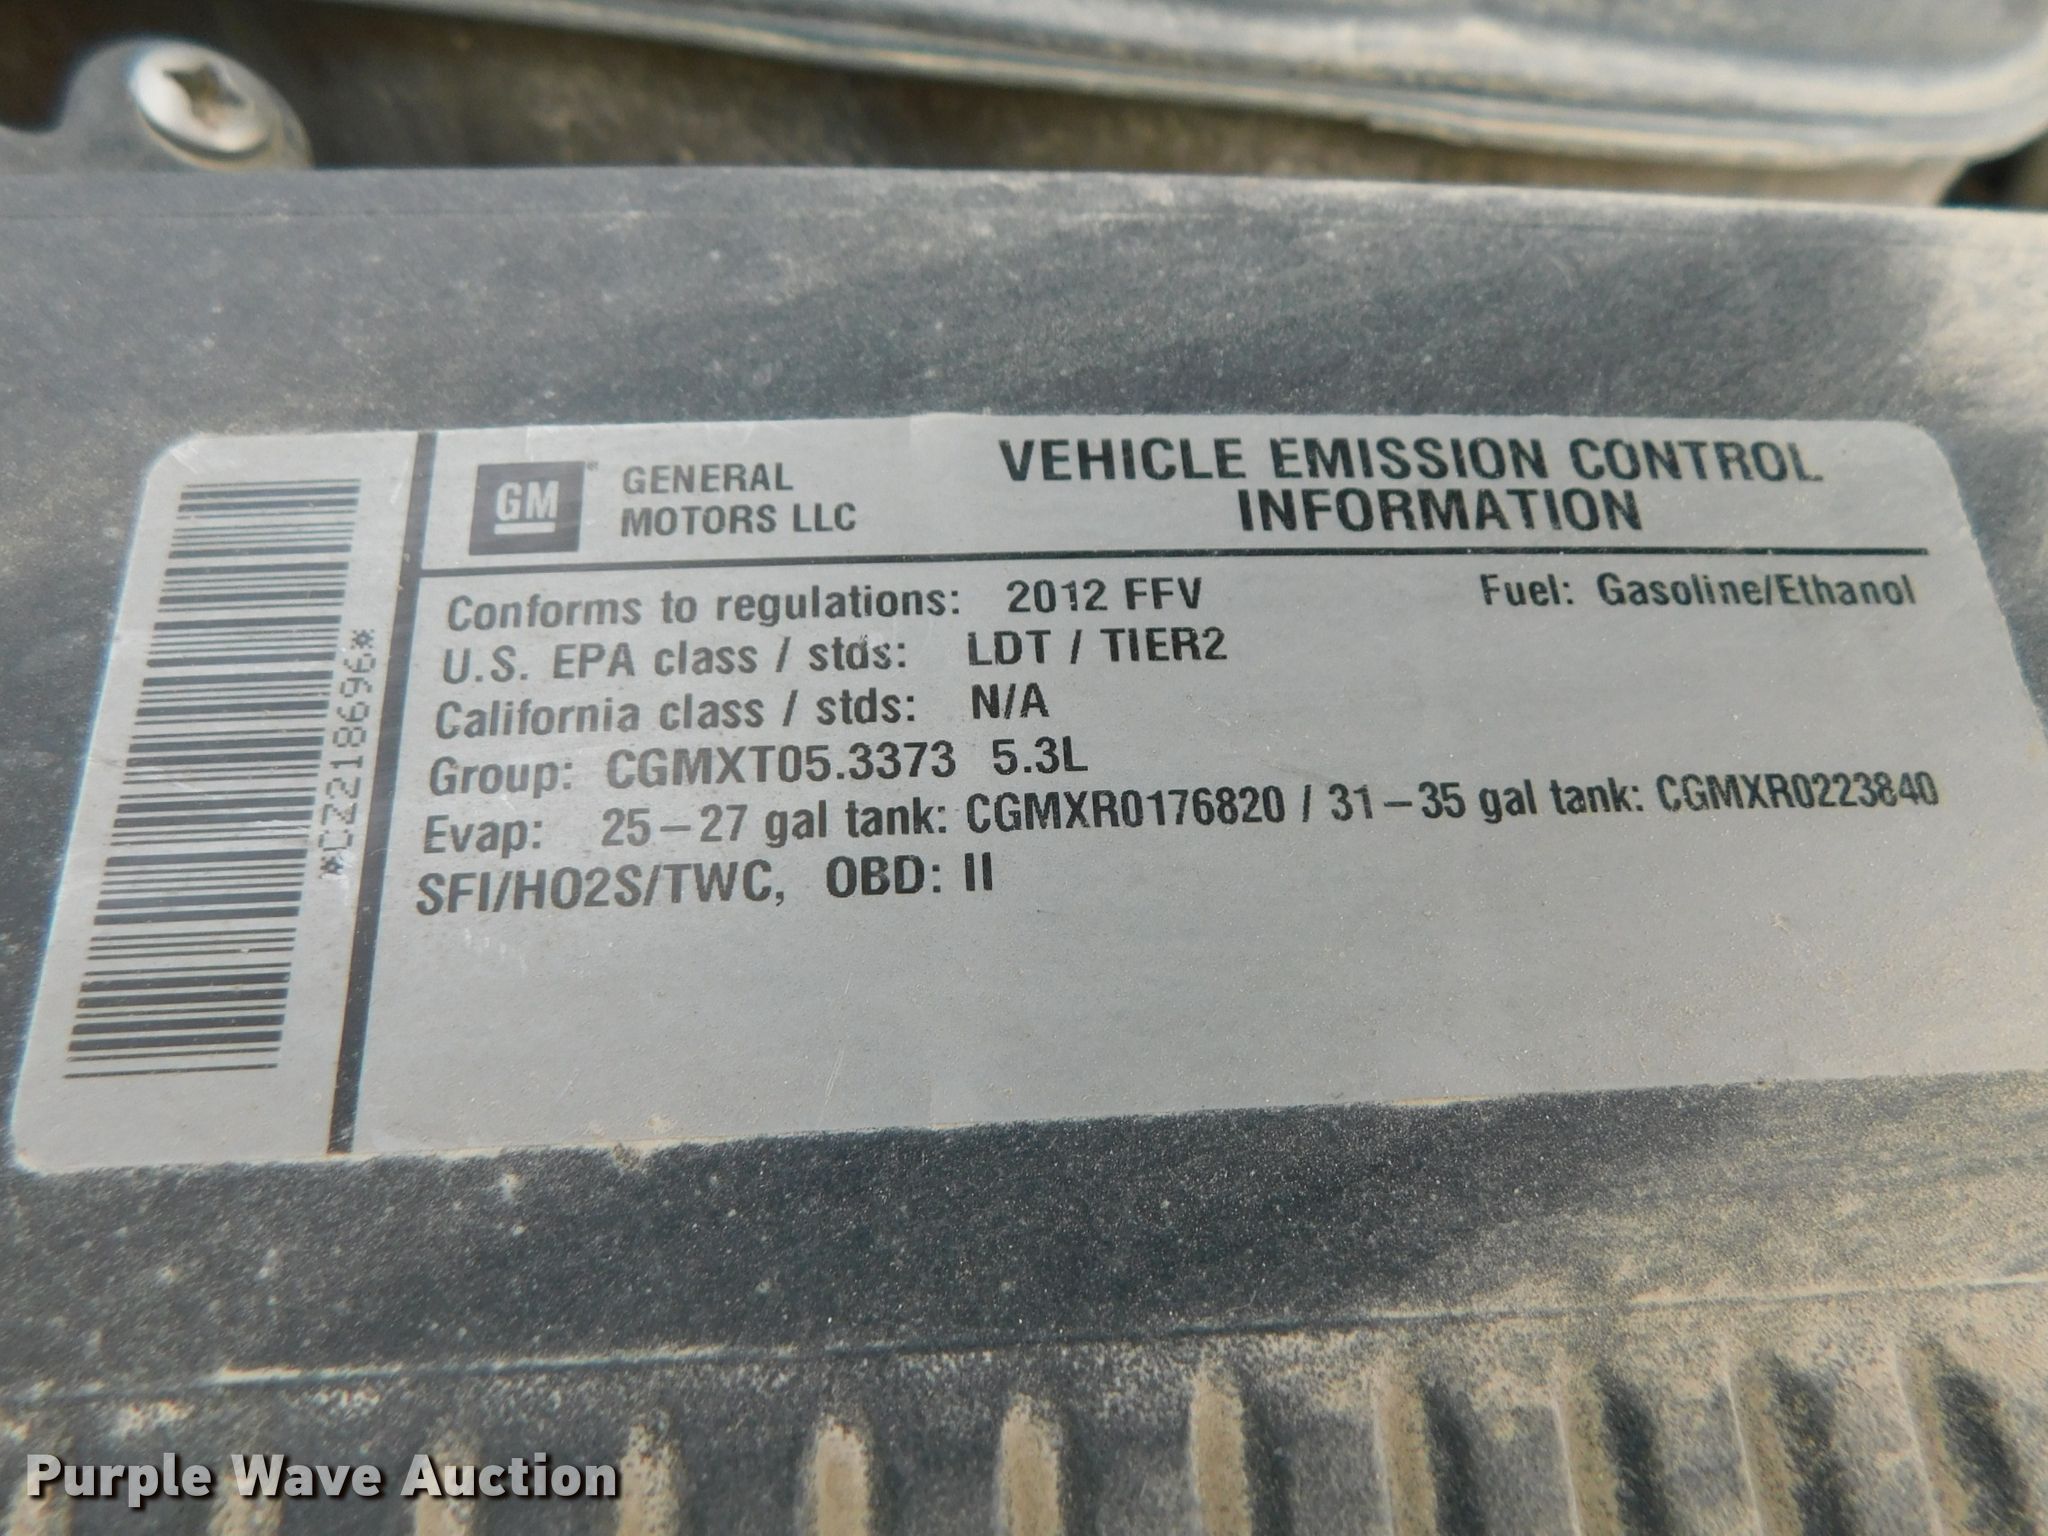 *CZ218696*
GM
GENERAL
MOTORS LLC
VEHICLE EMISSION CONTROL
INFORMATION
Conforms to regulations: 2012 FFV Fuel: Gasoline/Ethanol
U.S. EPA class / stds: LDT / TIER2
California class / stds: N/A
Group: CGMXT05.3373 5.3L
Evap: 25-27 gal tank: CGMXR0176820 / 31-35 gal tank: CGMXR0223840
SFI/HO2S/TWC, OBD: II
Purple Wave Auction